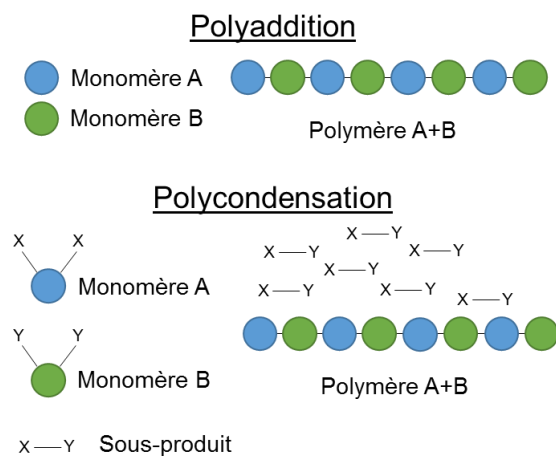 Polyaddition
Monomère A
Monomère B
Polymère A+B
Polycondensation
X X
Monomère A
Y Y
Monomère B
X Y
X Y
X Y
X Y
X Y
X Y
X Y
Polymère A+B
X Y Sous-produit